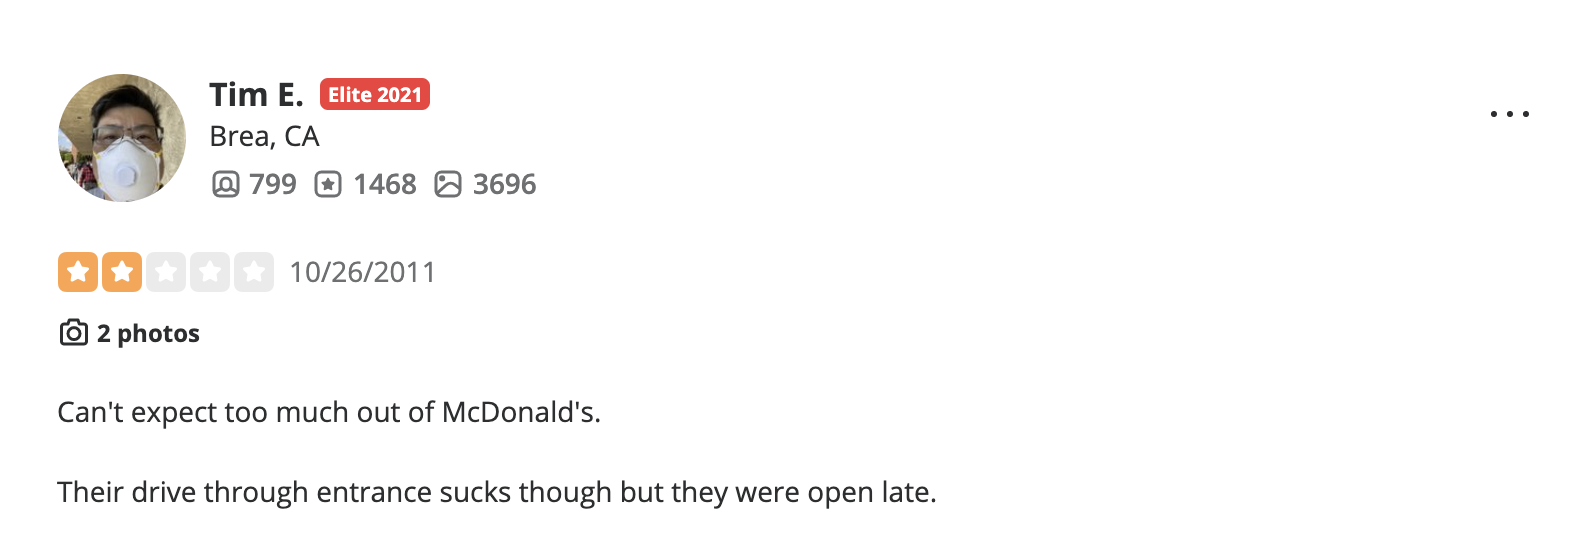 Tim E. Elite 2021
Brea, CA
799 1468 3696
10/26/2011
2 photos
Can't expect too much out of McDonald's.
Their drive through entrance sucks though but they were open late.